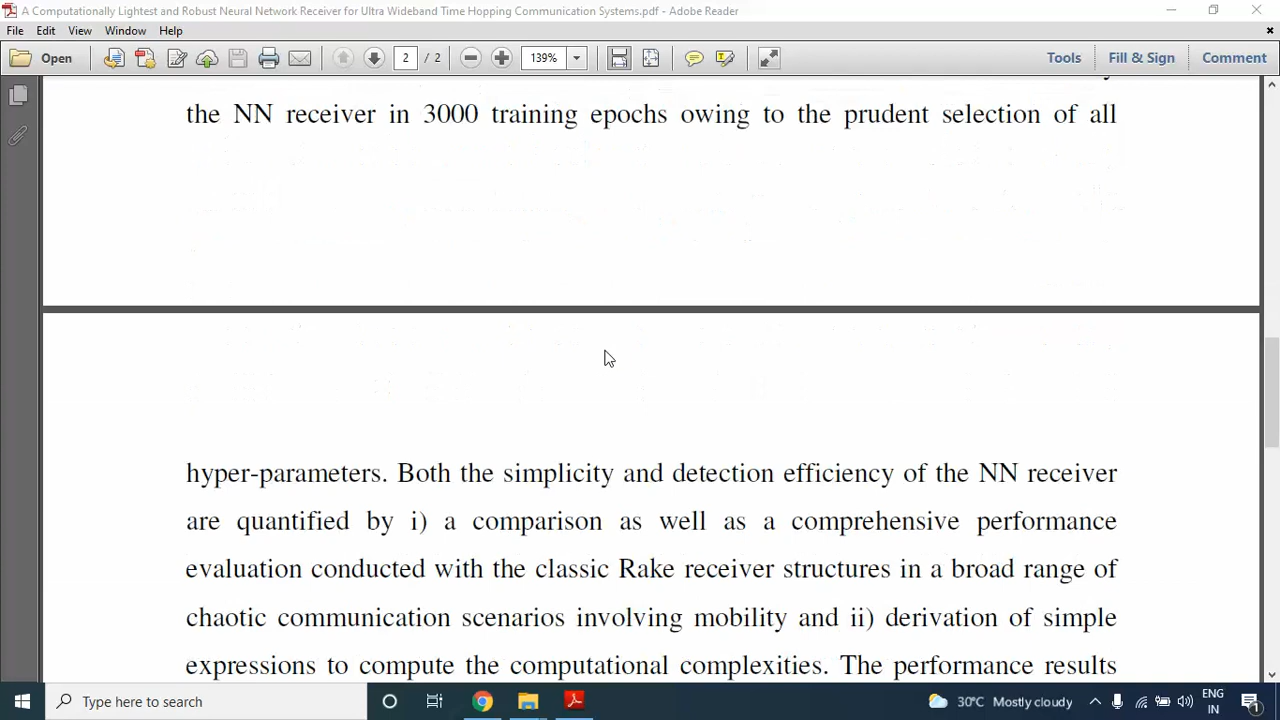 A Computationally Lightest and Robust Neural Network Receiver for Ultra Wideband Time Hopping Communication Systems.pdf - Adobe Reader
File Edit View Window Help
Open 2 / 2 139% Tools Fill & Sign Comment
the NN receiver in 3000 training epochs owing to the prudent selection of all
hyper-parameters. Both the simplicity and detection efficiency of the NN receiver
are quantified by i) a comparison as well as a comprehensive performance
evaluation conducted with the classic Rake receiver structures in a broad range of
chaotic communication scenarios involving mobility and ii) derivation of simple
expressions to compute the computational complexities. The performance results
Type here to search 30°C Mostly cloudy ENG 1
IN